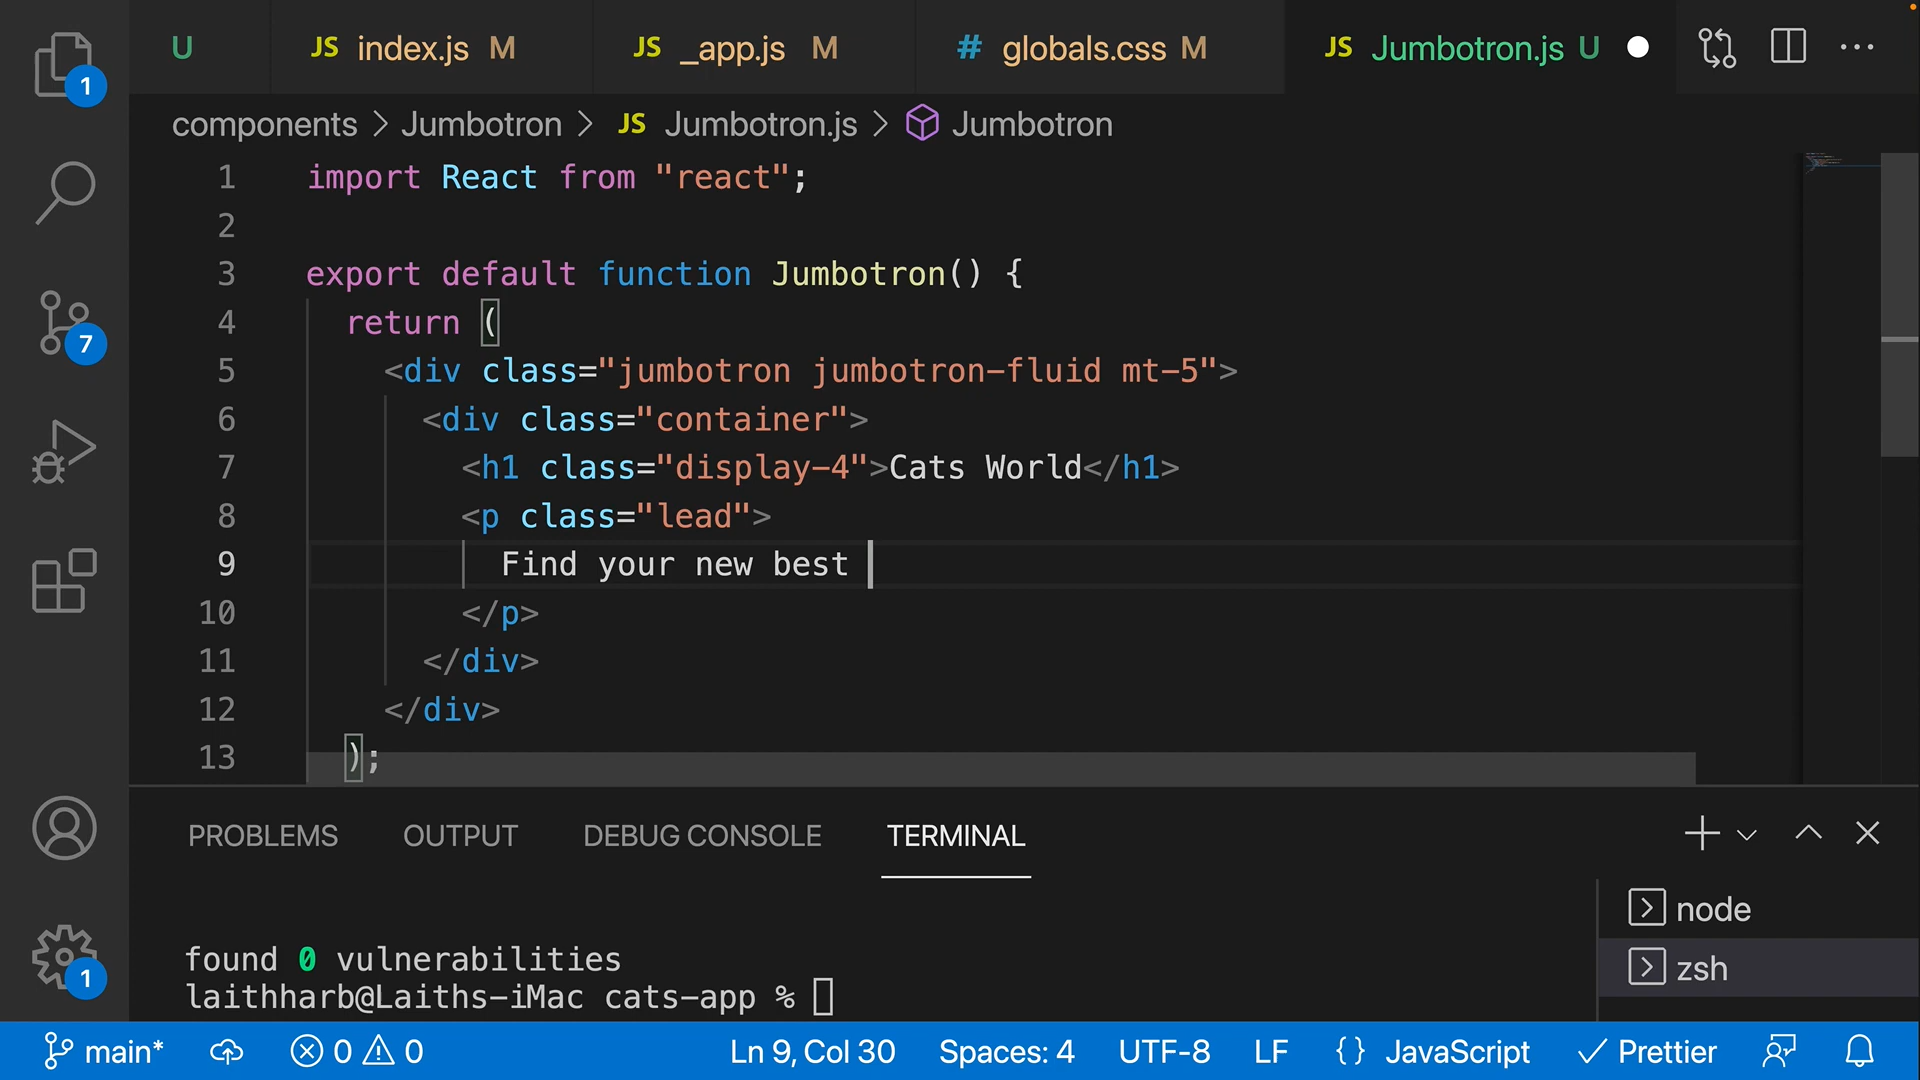 U JS index.js M JS _app.js M # globals.css M JS Jumbotron.js U
1 components > Jumbotron > JS Jumbotron.js > Jumbotron
1 import React from "react";
2
3 export default function Jumbotron() {
4 return (
7 5 <div class="jumbotron jumbotron-fluid mt-5">
6 <div class="container">
7 <h1 class="display-4">Cats World</h1>
8 <p class="lead">
9 Find your new best
10 </p>
11 </div>
12 </div>
13 );
PROBLEMS OUTPUT DEBUG CONSOLE TERMINAL
node
found 0 vulnerabilities
zsh
1 laithharb@Laiths-iMac cats-app %
main* 0 0 Ln 9, Col 30 Spaces: 4 UTF-8 LF {} JavaScript Prettier